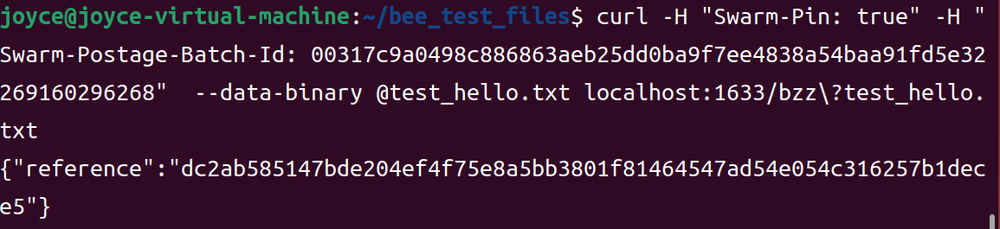 joyce@joyce-virtual-machine:~/bee_test_files$ curl -H "Swarm-Pin: true" -H "
Swarm-Postage-Batch-Id: 00317c9a0498c886863aeb25dd0ba9f7ee4838a54baa91fd5e32
269160296268"  --data-binary @test_hello.txt localhost:1633/bzz\?test_hello.
txt
{"reference":"dc2ab585147bde204ef4f75e8a5bb3801f81464547ad54e054c316257b1dec
e5"}